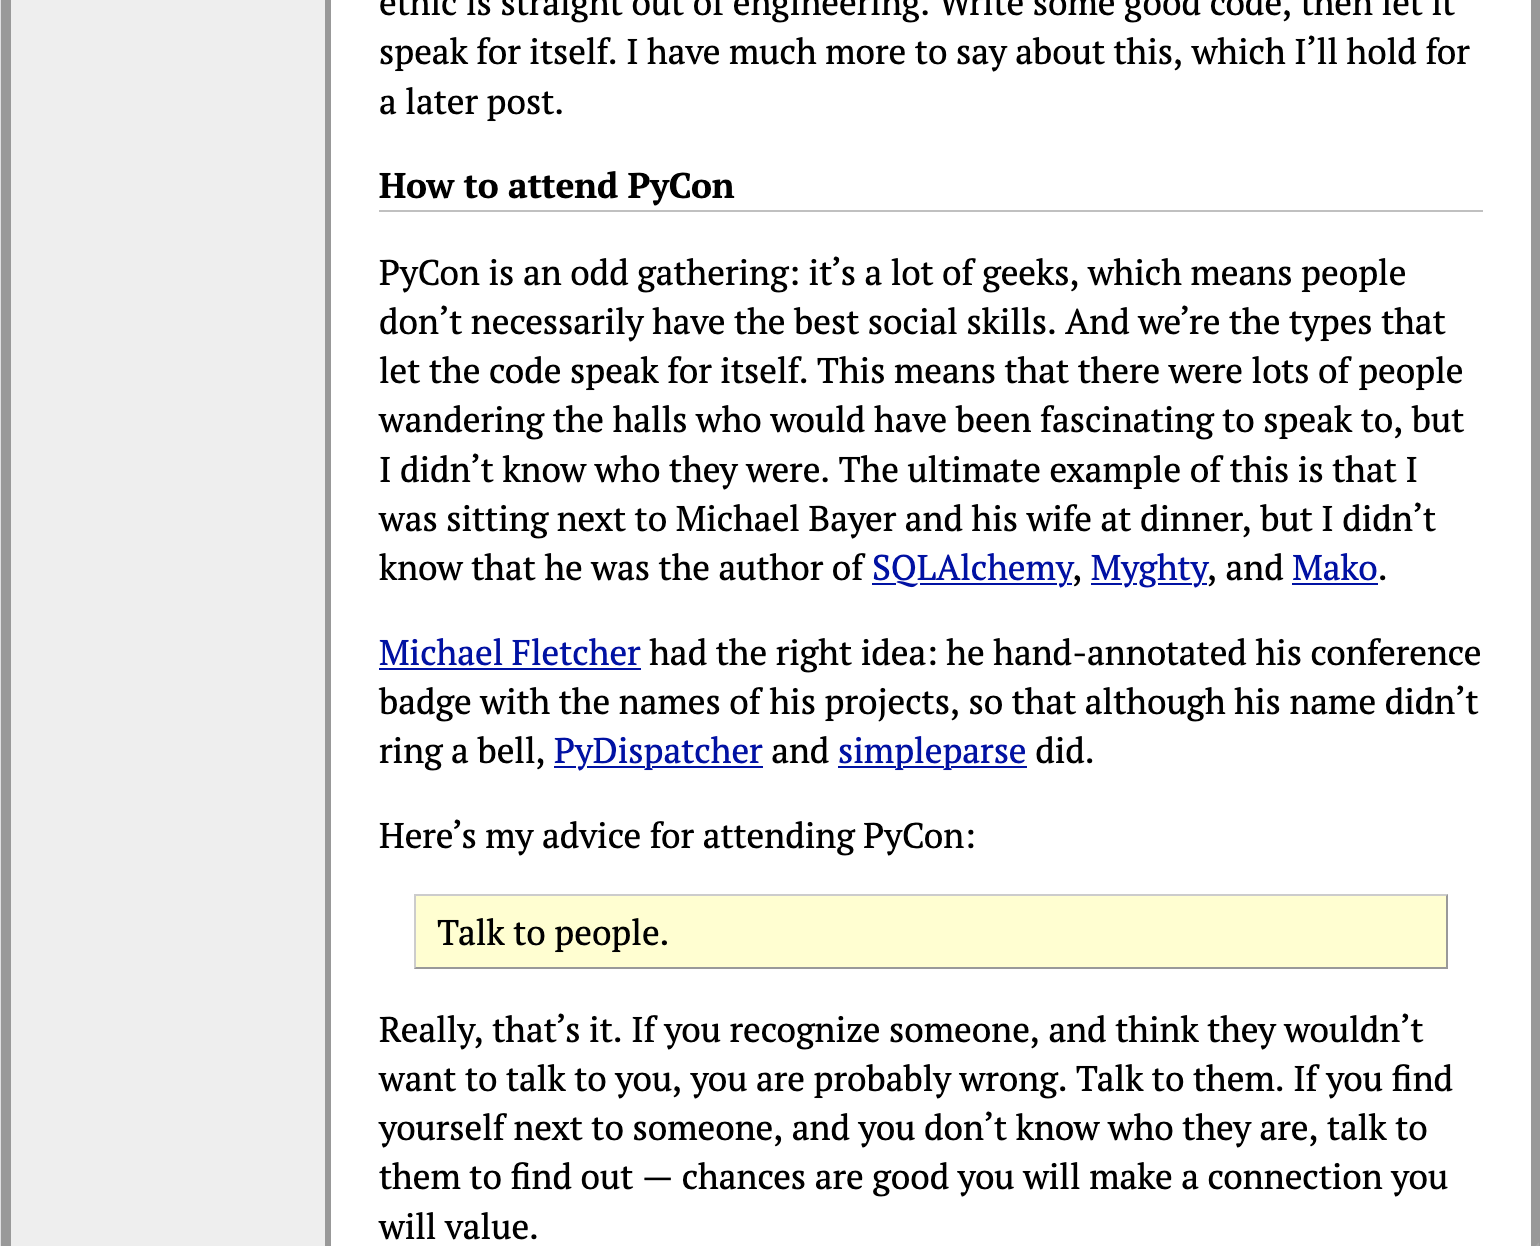 ethic is straight out of engineering. Write some good code, then let it
speak for itself. I have much more to say about this, which I’ll hold for
a later post.
How to attend PyCon
PyCon is an odd gathering: it’s a lot of geeks, which means people
don’t necessarily have the best social skills. And we’re the types that
let the code speak for itself. This means that there were lots of people
wandering the halls who would have been fascinating to speak to, but
I didn’t know who they were. The ultimate example of this is that I
was sitting next to Michael Bayer and his wife at dinner, but I didn’t
know that he was the author of SQLAlchemy, Myghty, and Mako.
Michael Fletcher had the right idea: he hand-annotated his conference
badge with the names of his projects, so that although his name didn’t
ring a bell, PyDispatcher and simpleparse did.
Here’s my advice for attending PyCon:
Talk to people.
Really, that’s it. If you recognize someone, and think they wouldn’t
want to talk to you, you are probably wrong. Talk to them. If you find
yourself next to someone, and you don’t know who they are, talk to
them to find out — chances are good you will make a connection you
will value.